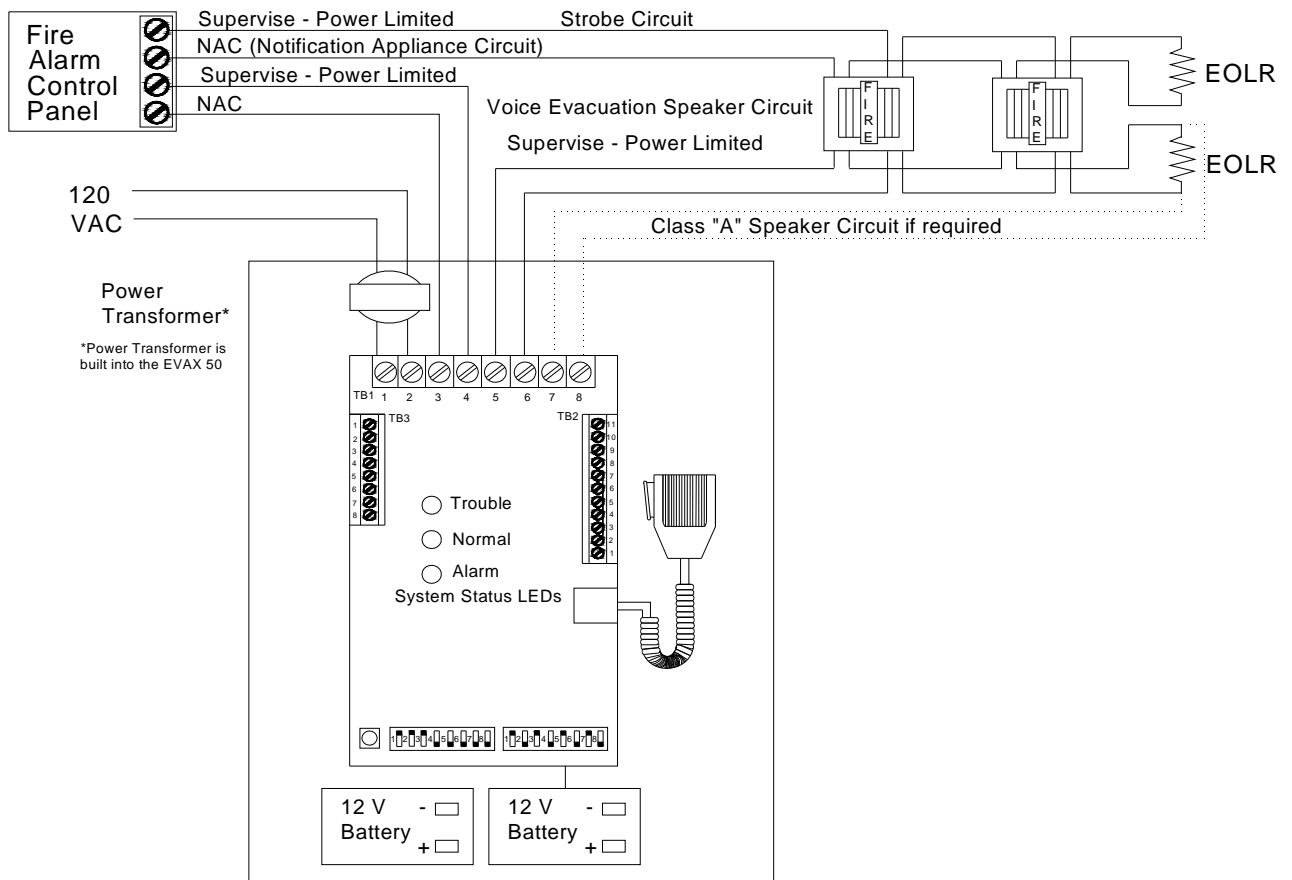 Fire
Alarm
Control
Panel
Supervise - Power Limited
Strobe Circuit
NAC (Notification Appliance Circuit)
Supervise - Power Limited
NAC
Voice Evacuation Speaker Circuit
Supervise - Power Limited
FIRE
FIRE
EOLR
EOLR
120
VAC
Class "A" Speaker Circuit if required
Power
Transformer*
*Power Transformer is
built into the EVAX 50
TB1 1 2 3 4 5 6 7 8
TB3
1
2
3
4
5
6
7
8
TB2
11
10
9
8
7
6
5
4
3
2
1
Trouble
Normal
Alarm
System Status LEDs
1 2 3 4 5 6 7 8
1 2 3 4 5 6 7 8
12 V -
Battery +
12 V -
Battery +